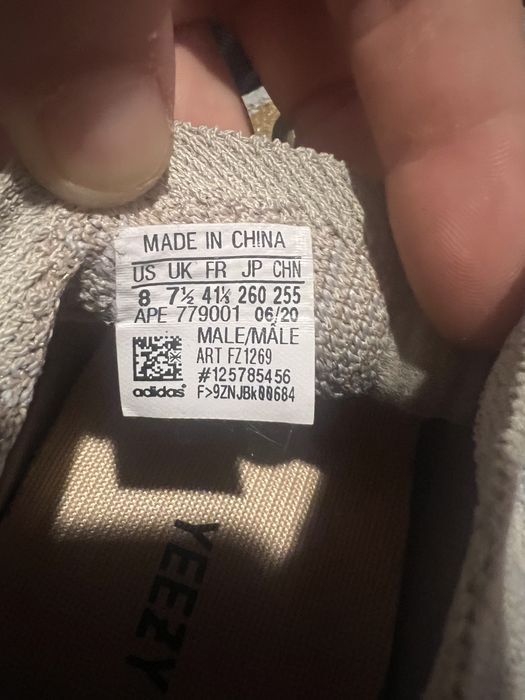 MADE IN CHINA
US UK FR JP CHN
8 7½ 41⅓ 260 255
APE 779001 06/20
MALE/MÂLE
ART FZ1269
#125785456
adidas® F>9ZNJBk00684
YEEZY